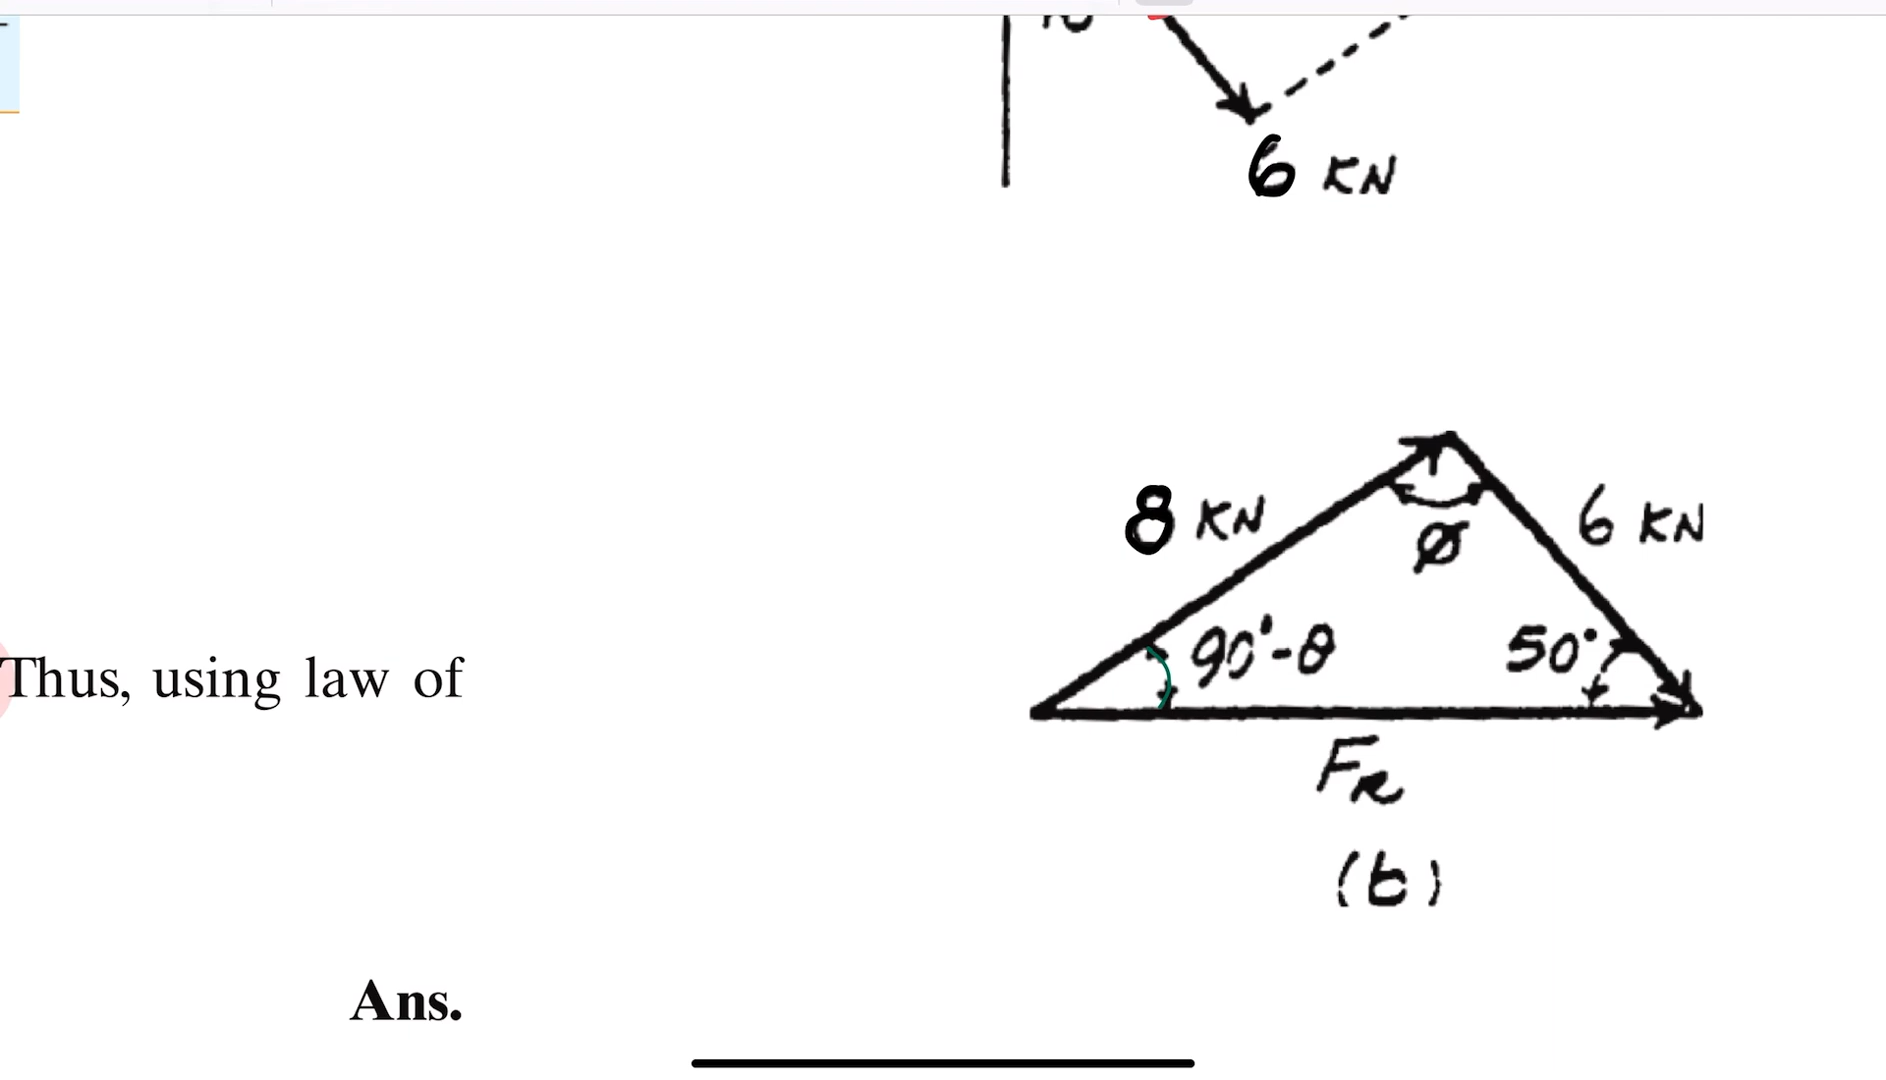 6 KN
8 KN
6 KN
Ø
90°-θ
50°
Thus, using law of
FR
(b)
Ans.